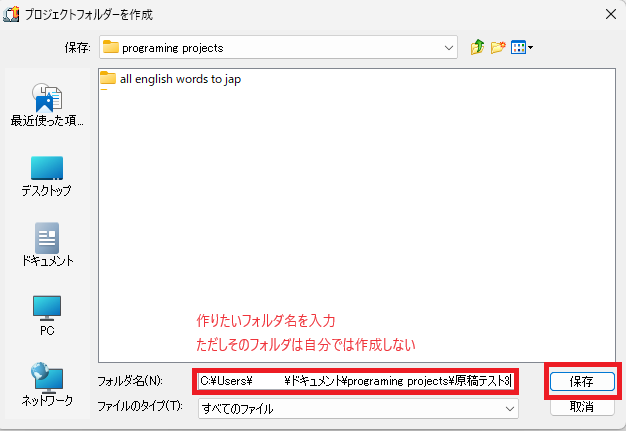 プロジェクトフォルダーを作成
保存:
programing projects
all english words to jap
最近使った項...
デスクトップ
ドキュメント
PC
ネットワーク
作りたいフォルダ名を入力
ただしそのフォルダは自分では作成しない
フォルダ名(N):
C:¥Users¥ ¥ドキュメント¥programing projects¥原稿テスト3
保存
ファイルのタイプ(T):
すべてのファイル
取消